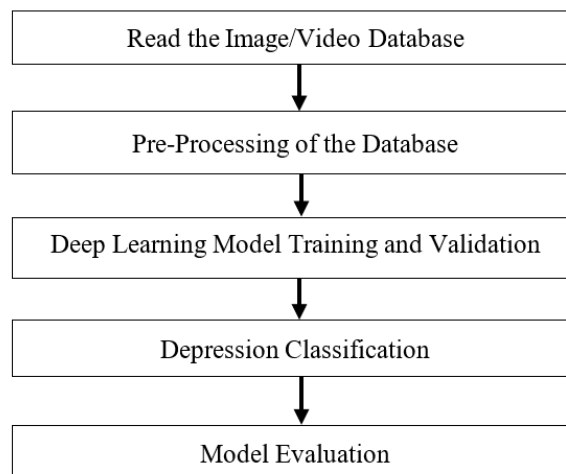 Read the Image/Video Database
Pre-Processing of the Database
Deep Learning Model Training and Validation
Depression Classification
Model Evaluation